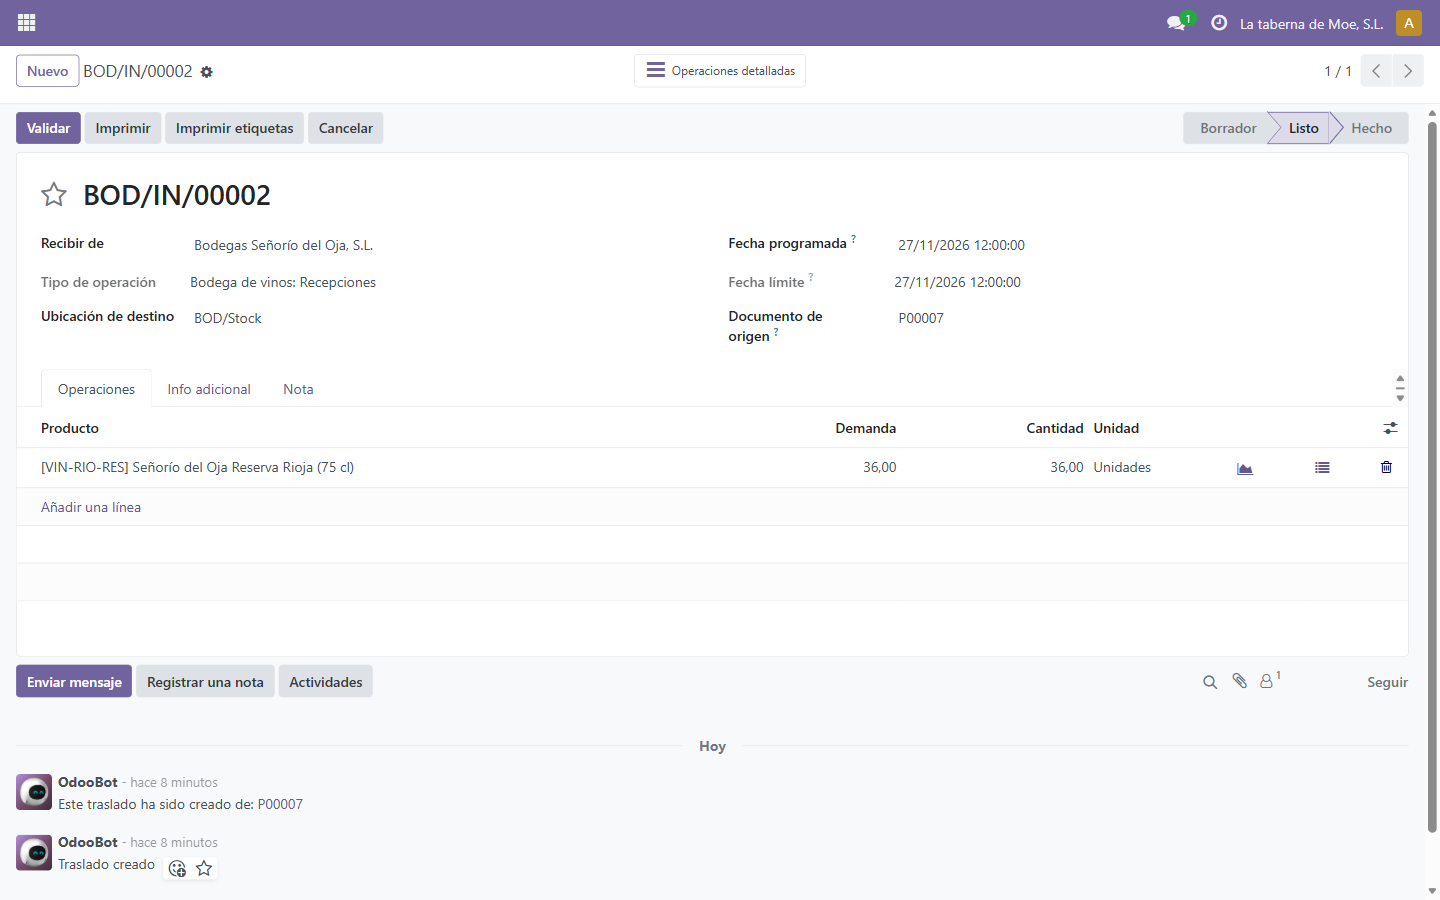 1
La taberna de Moe, S.L.
A
Nuevo
BOD/IN/00002
Operaciones detalladas
1 / 1
Validar
Imprimir
Imprimir etiquetas
Cancelar
Borrador
Listo
Hecho
BOD/IN/00002
Recibir de
Bodegas Señorío del Oja, S.L.
Fecha programada ?
27/11/2026 12:00:00
Tipo de operación
Bodega de vinos: Recepciones
Fecha límite ?
27/11/2026 12:00:00
Ubicación de destino
BOD/Stock
Documento de
origen ?
P00007
Operaciones
Info adicional
Nota
Producto
Demanda
Cantidad
Unidad
[VIN-RIO-RES] Señorío del Oja Reserva Rioja (75 cl)
36,00
36,00
Unidades
Añadir una línea
Enviar mensaje
Registrar una nota
Actividades
1
Seguir
Hoy
OdooBot - hace 8 minutos
Este traslado ha sido creado de: P00007
OdooBot - hace 8 minutos
Traslado creado